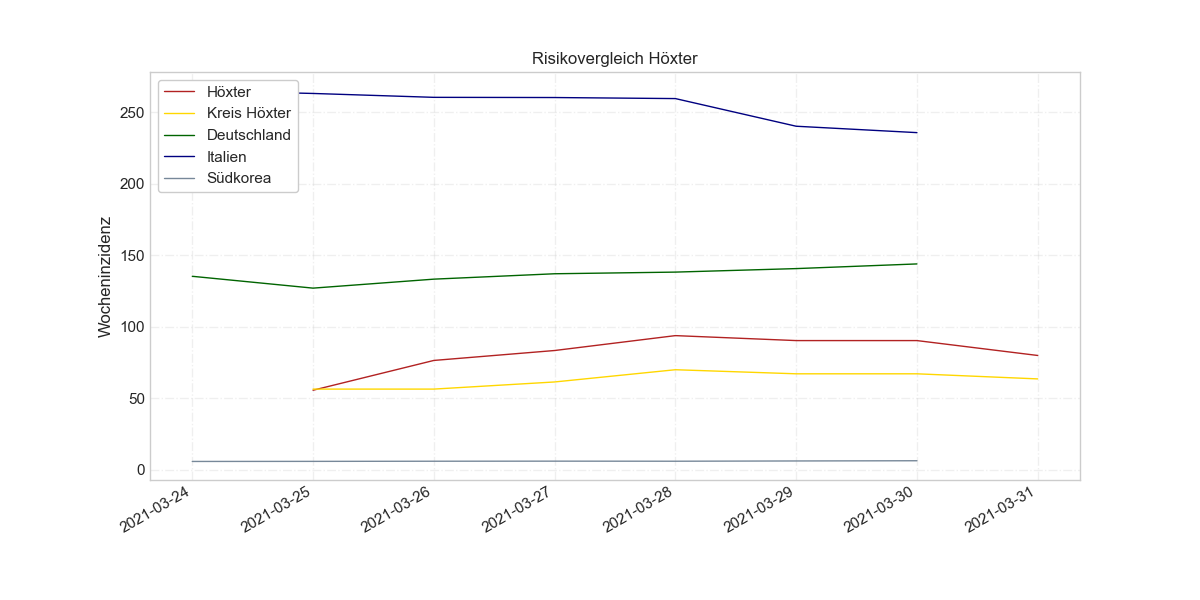 Risikovergleich Höxter
Höxter
Kreis Höxter
Deutschland
Italien
Südkorea
Wocheninzidenz
250
200
150
100
50
0
2021-03-24
2021-03-25
2021-03-26
2021-03-27
2021-03-28
2021-03-29
2021-03-30
2021-03-31